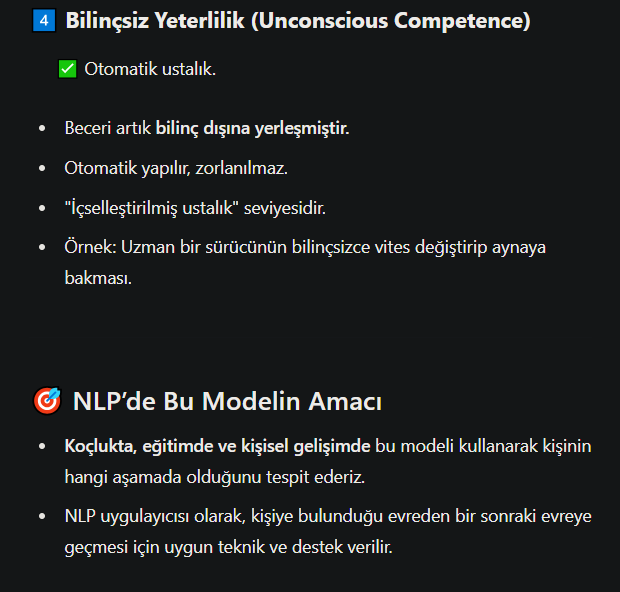 4 Bilinçsiz Yeterlilik (Unconscious Competence)
✅ Otomatik ustalık.
• Beceri artık bilinç dışına yerleşmiştir.
• Otomatik yapılır, zorlanılmaz.
• "İçselleştirilmiş ustalık" seviyesidir.
• Örnek: Uzman bir sürücünün bilinçsizce vites değiştirip aynaya
bakması.
🎯 NLP’de Bu Modelin Amacı
• Koçlukta, eğitimde ve kişisel gelişimde bu modeli kullanarak kişinin
hangi aşamada olduğunu tespit ederiz.
• NLP uygulayıcısı olarak, kişiye bulunduğu evreden bir sonraki evreye
geçmesi için uygun teknik ve destek verilir.